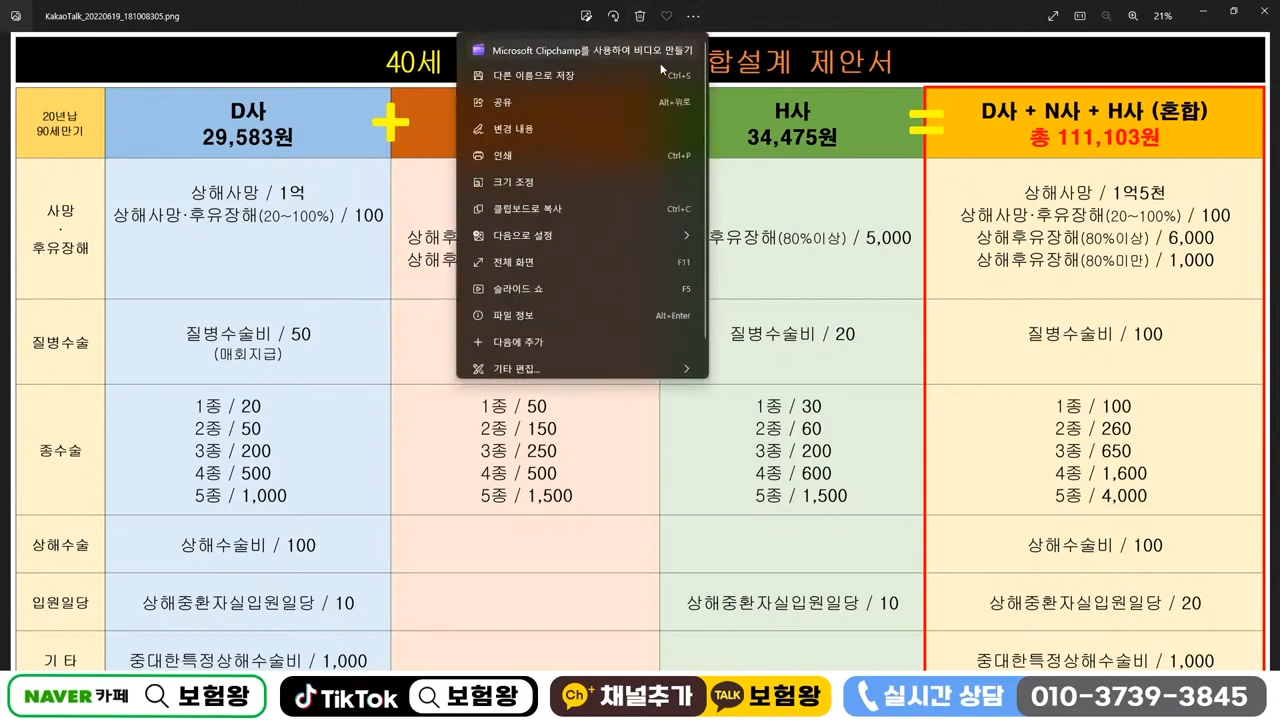 KakaoTalk_20220619_181008305.png
21%
40세
합설계 제안서
Microsoft Clipchamp를 사용하여 비디오 만들기
다른 이름으로 저장 Ctrl+S
공유 Alt+위로
변경 내용
인쇄 Ctrl+P
크기 조정
클립보드로 복사 Ctrl+C
다음으로 설정
전체 화면 F11
슬라이드 쇼 F5
파일 정보 Alt+Enter
다음에 추가
기타 편집...
20년납
90세만기
D사
29,583원
+
H사
34,475원
=
D사 + N사 + H사 (혼합)
총 111,103원
사망
·
후유장해
상해사망 / 1억
상해사망·후유장해(20~100%) / 100
상해후
상해후
후유장해(80%이상) / 5,000
상해사망 / 1억5천
상해사망·후유장해(20~100%) / 100
상해후유장해(80%이상) / 6,000
상해후유장해(80%미만) / 1,000
질병수술
질병수술비 / 50
(매회지급)
질병수술비 / 20
질병수술비 / 100
종수술
1종 / 20
2종 / 50
3종 / 200
4종 / 500
5종 / 1,000
1종 / 50
2종 / 150
3종 / 250
4종 / 500
5종 / 1,500
1종 / 30
2종 / 60
3종 / 200
4종 / 600
5종 / 1,500
1종 / 100
2종 / 260
3종 / 650
4종 / 1,600
5종 / 4,000
상해수술
상해수술비 / 100
상해수술비 / 100
입원일당
상해중환자실입원일당 / 10
상해중환자실입원일당 / 10
상해중환자실입원일당 / 20
기 타
중대한특정상해수술비 / 1,000
중대한특정상해수술비 / 1,000
NAVER 카페 보험왕
TikTok 보험왕
Ch+ 채널추가 TALK 보험왕
실시간 상담 010-3739-3845